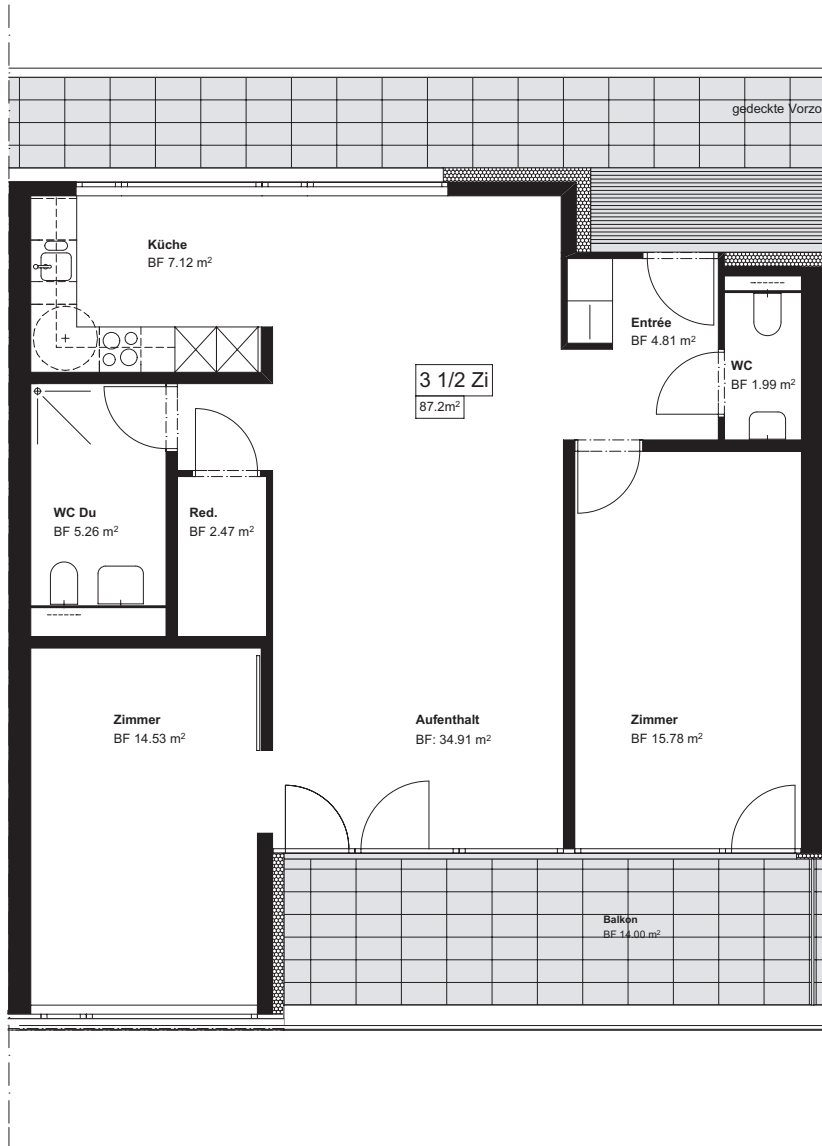 gedeckte Vorzo
Küche
BF 7.12 m²
Entrée
BF 4.81 m²
WC
BF 1.99 m²
3 1/2 Zi
87.2m²
WC Du
BF 5.26 m²
Red.
BF 2.47 m²
Zimmer
BF 14.53 m²
Aufenthalt
BF: 34.91 m²
Zimmer
BF 15.78 m²
Balkon
BF 14.00 m²